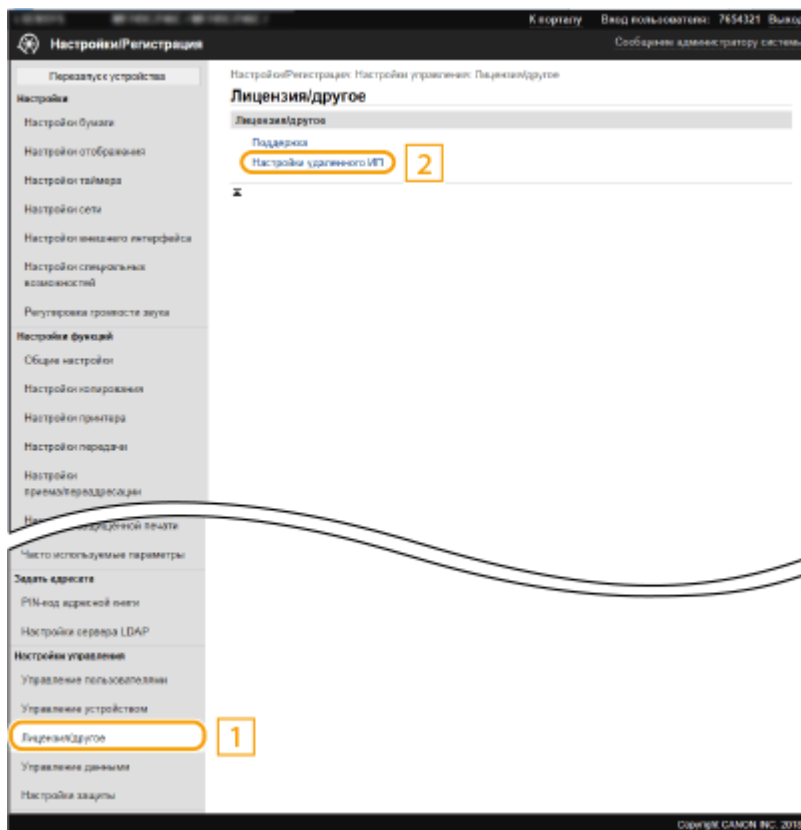 К порталу Вход пользователя: 7654321 Выход
Настройки/Регистрация
Сообщение администратору системы
Перезапуск устройства
Настройки
Настройки бумаги
Настройки отображения
Настройки таймера
Настройки сети
Настройки внешнего интерфейса
Настройки специальных
возможностей
Регулировка громкости звука
Настройки функций
Общие настройки
Настройки копирования
Настройки принтера
Настройки передачи
Настройки
приема/переадресации
защищённой печати
Часто используемые параметры
Задать адресата
PIN-код адресной книги
Настройки сервера LDAP
Настройки управления
Управление пользователями
Управление устройством
Лицензия/другое
1
Управление данными
Настройки защиты
Настройки/Регистрация: Настройки управления: Лицензия/другое
Лицензия/другое
Лицензия/другое
Поддержка
Настройки удаленного ИП
2
Copyright CANON INC. 2018